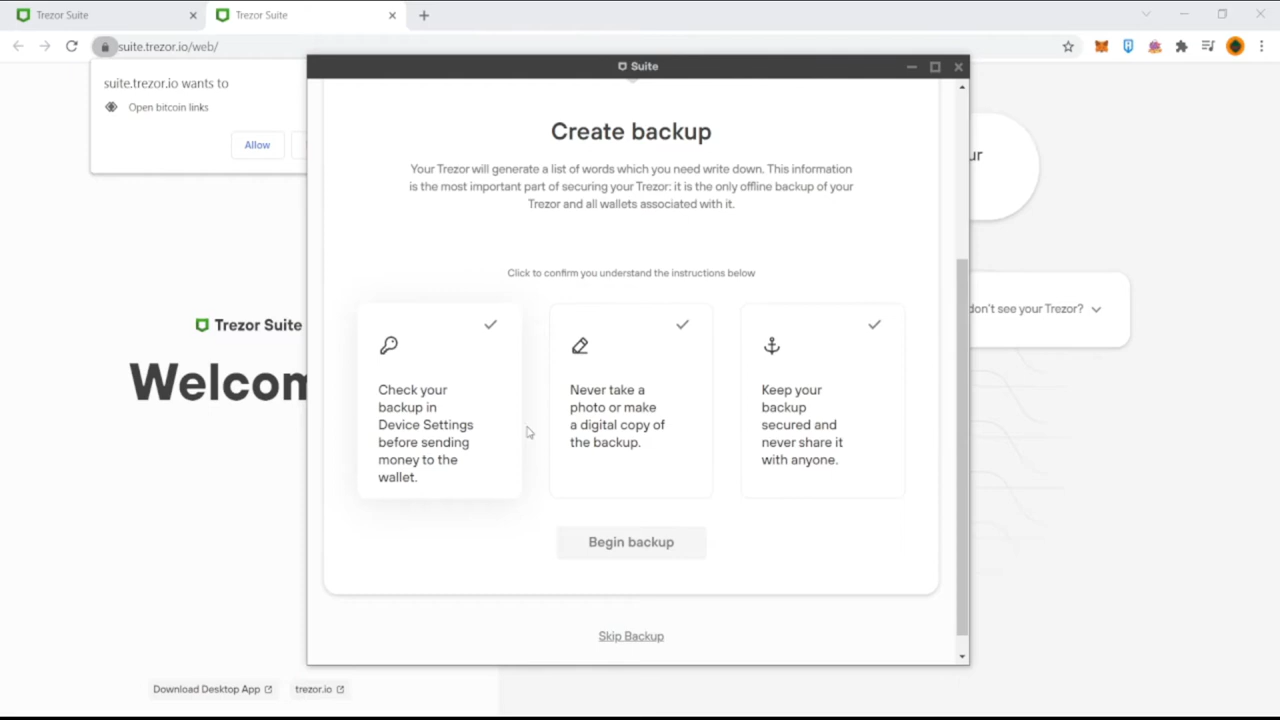 Trezor Suite
Trezor Suite
suite.trezor.io/web/
suite.trezor.io wants to
Open bitcoin links
Allow
Suite
Create backup
Your Trezor will generate a list of words which you need write down. This information
is the most important part of securing your Trezor: it is the only offline backup of your
Trezor and all wallets associated with it.
Click to confirm you understand the instructions below
Check your
backup in
Device Settings
before sending
money to the
wallet.
Never take a
photo or make
a digital copy of
the backup.
Keep your
backup
secured and
never share it
with anyone.
Begin backup
Skip Backup
Trezor Suite
Welcom
ur
don't see your Trezor?
Download Desktop App
trezor.io